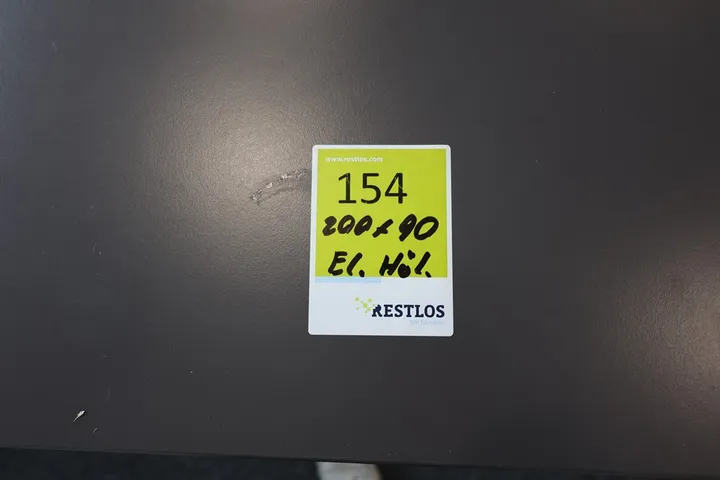 www.restlos.com
154
200x90
El. Höl.
RESTLOS